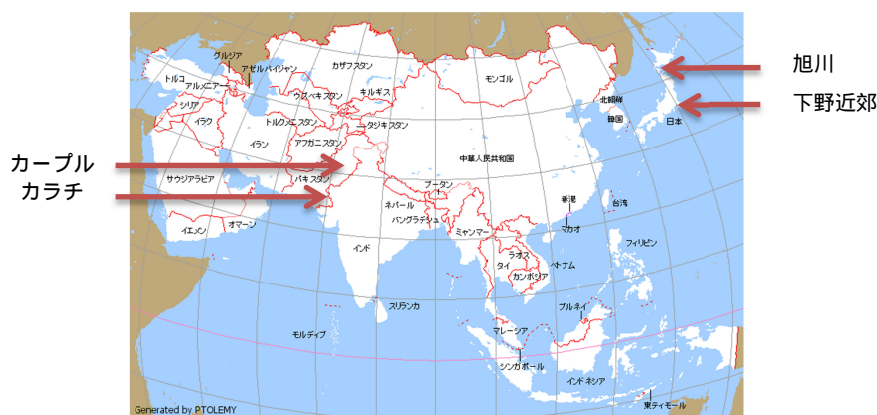 グルジア
アゼルバイジャン
カザフスタン
トルコ
アルメニア
モンゴル
旭川
シリア
ウズベキスタン
キルギス
北朝鮮
下野近郊
イラク
トルクメニスタン
タジキスタン
韓国
日本
イラン
アフガニスタン
カープル
中華人民共和国
カラチ
サウジアラビア
パキスタン
ブータン
ネパール
香港
台湾
イエメン
オマーン
バングラデシュ
マカオ
インド
ミャンマー
ラオス
フィリピン
タイ
ベトナム
カンボジア
スリランカ
ブルネイ
モルディブ
マレーシア
シンガポール
インドネシア
東ティモール
Generated by PTOLEMY